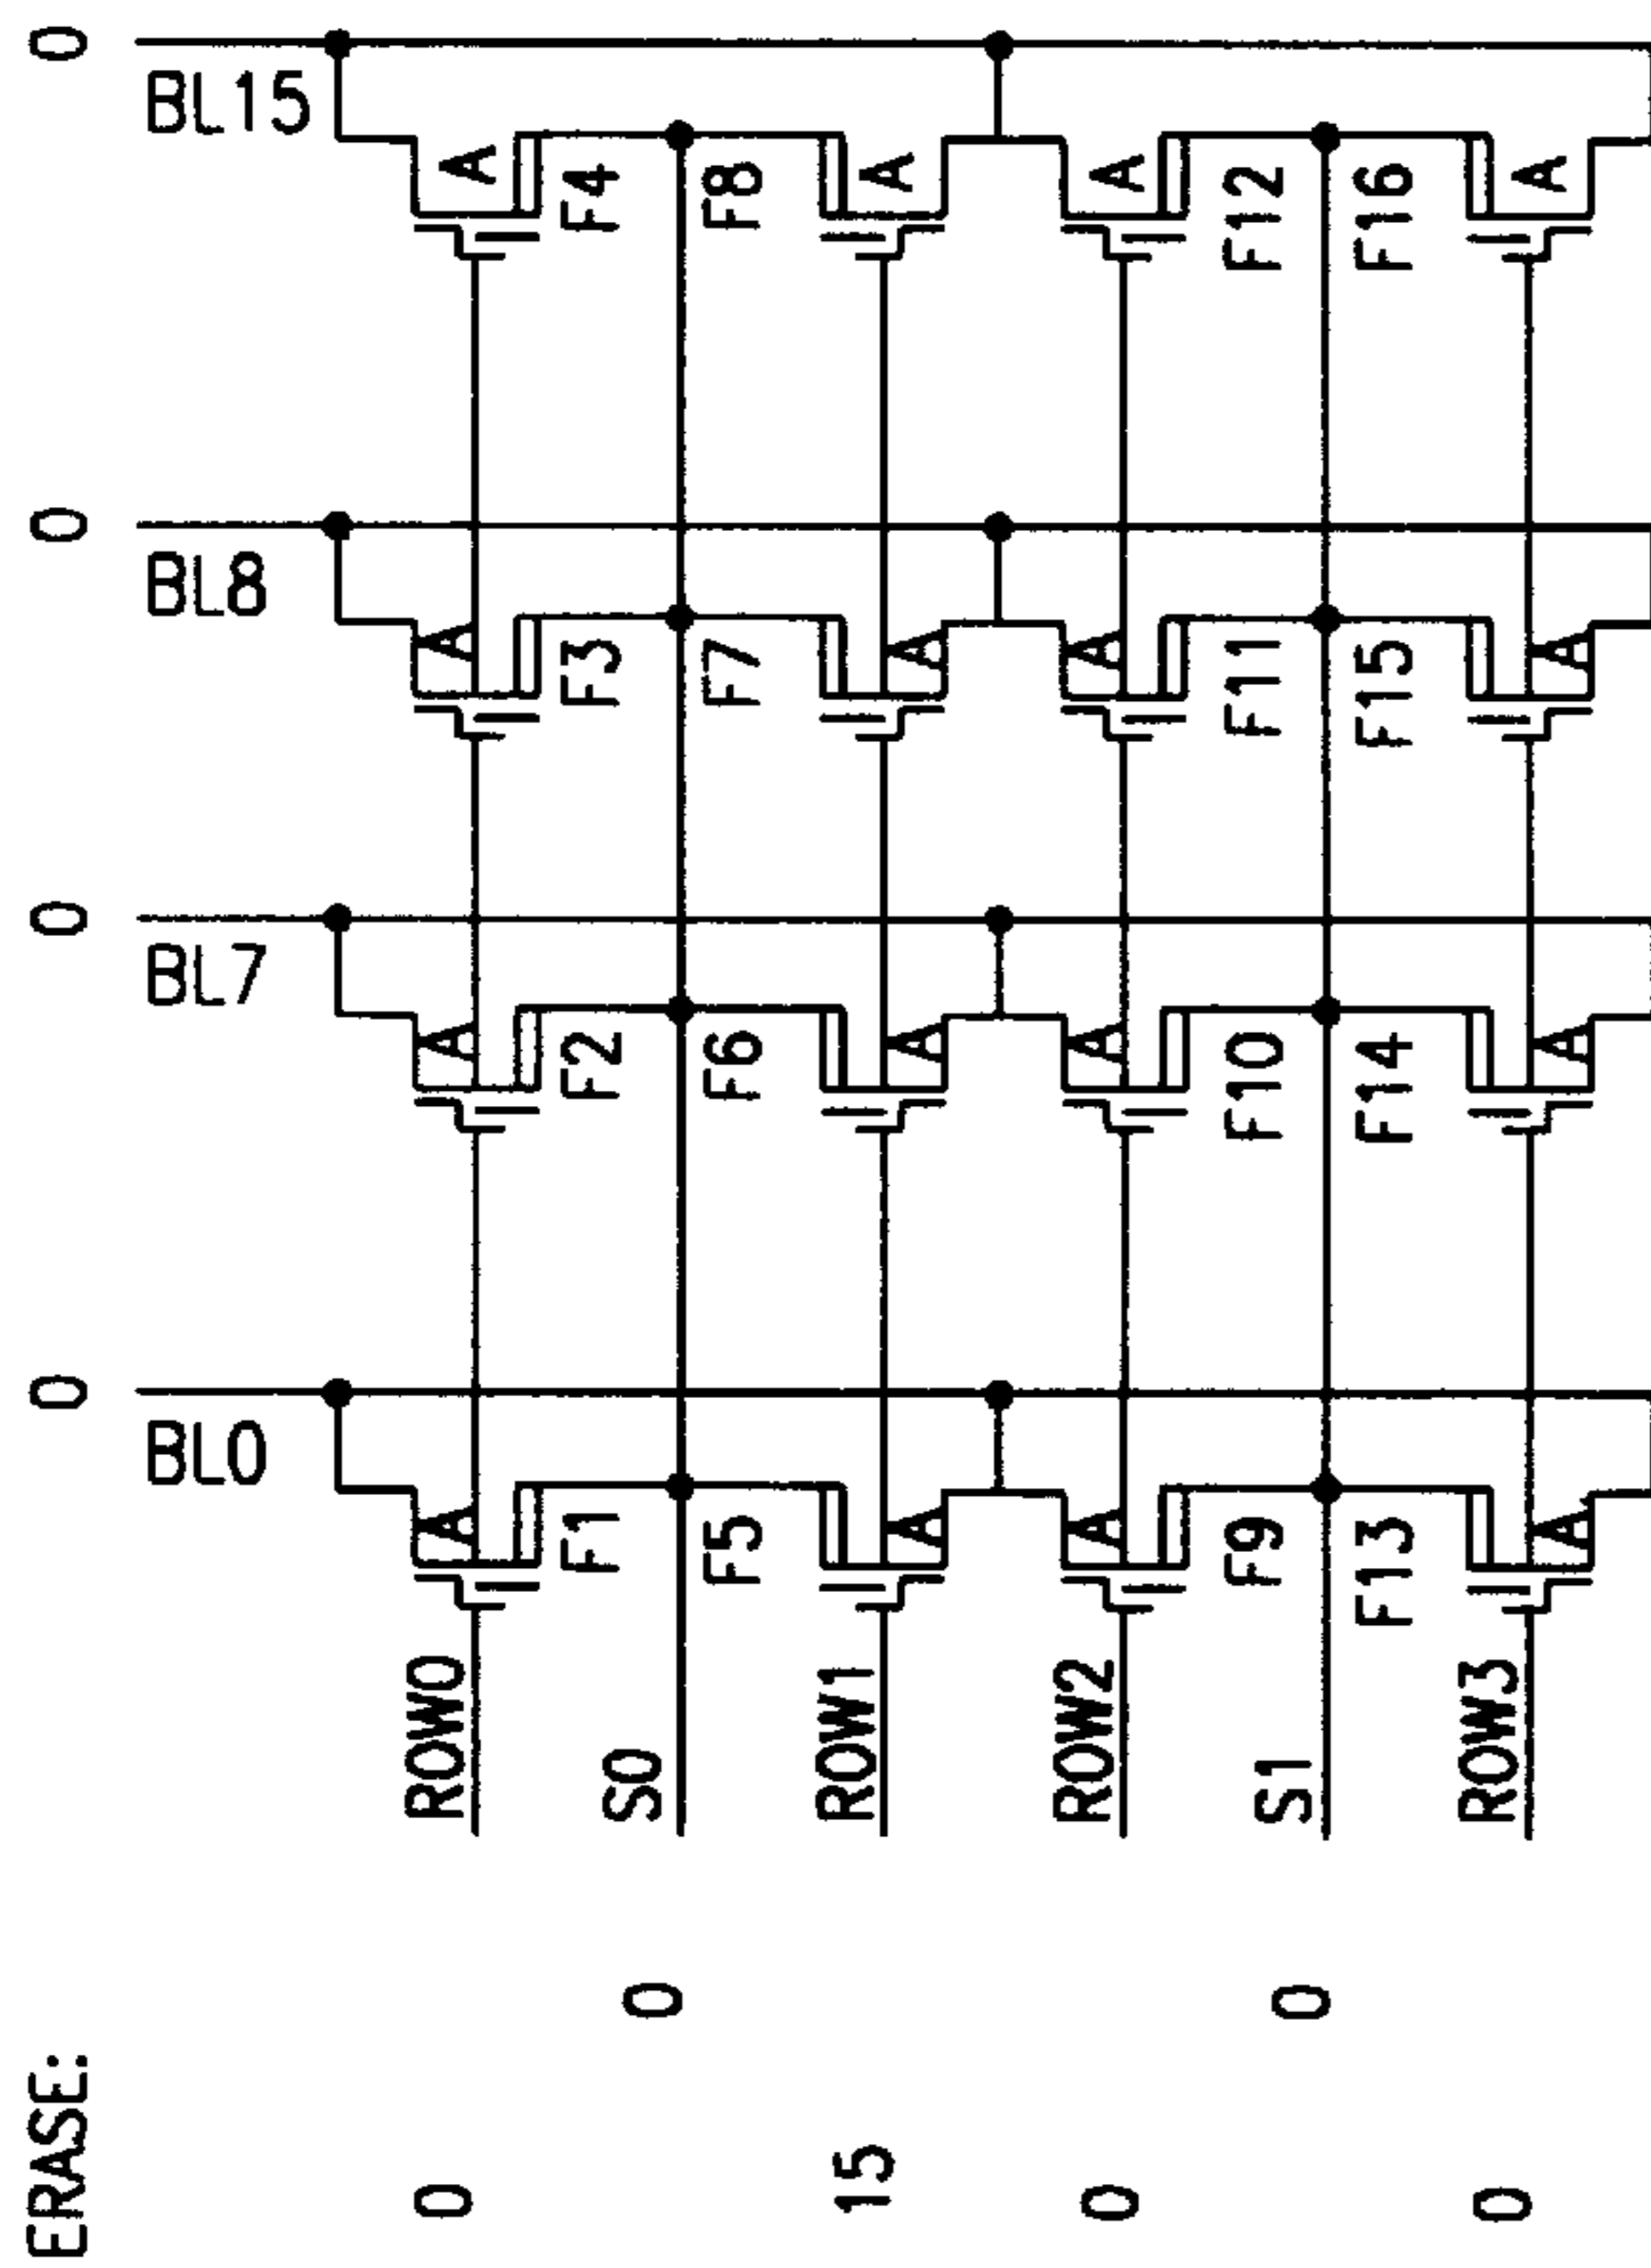 ERASE: 0 0 0 0
BL0 BL7 BL8 BL15
0 ROW0 A A A A
F1 F2 F3 F4
0 S0
F5 F6 F7 F8
15 ROW1 A A A A
0 ROW2 A A A A
F9 F10 F11 F12
0 S1
F13 F14 F15 F16
0 ROW3 A A A A